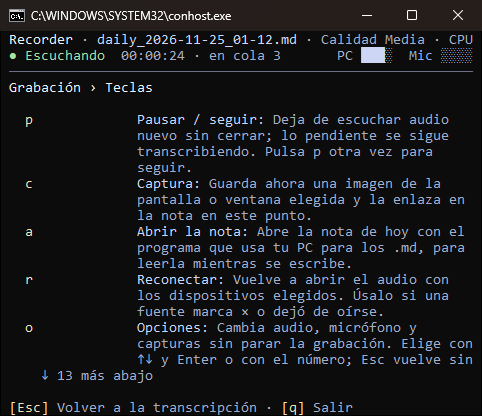 C:\WINDOWS\SYSTEM32\conhost.exe
Recorder · daily_2026-11-25_01-12.md · Calidad Media · CPU
● Escuchando 00:00:24 · en cola 3 PC ███▒ Mic ▒▒▒▒
Grabación › Teclas
p Pausar / seguir: Deja de escuchar audio
nuevo sin cerrar; lo pendiente se sigue
transcribiendo. Pulsa p otra vez para
seguir.
c Captura: Guarda ahora una imagen de la
pantalla o ventana elegida y la enlaza en
la nota en este punto.
a Abrir la nota: Abre la nota de hoy con el
programa que usa tu PC para los .md, para
leerla mientras se escribe.
r Reconectar: Vuelve a abrir el audio con
los dispositivos elegidos. Úsalo si una
fuente marca × o dejó de oírse.
o Opciones: Cambia audio, micrófono y
capturas sin parar la grabación. Elige con
↑↓ y Enter o con el número; Esc vuelve sin
↓ 13 más abajo
[Esc] Volver a la transcripción · [q] Salir